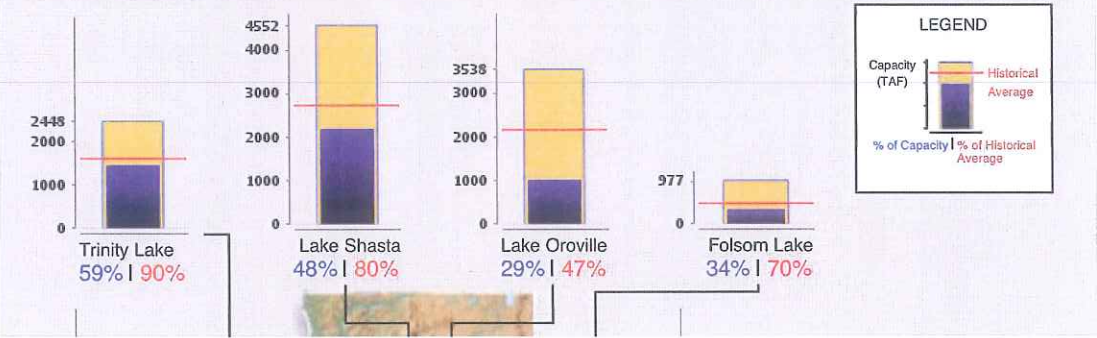 2448
2000
1000
0
Trinity Lake
59% | 90%
4552
4000
3000
2000
1000
0
Lake Shasta
48% | 80%
3538
3000
2000
1000
0
Lake Oroville
29% | 47%
977
0
Folsom Lake
34% | 70%
LEGEND
Capacity
(TAF)
Historical
Average
% of Capacity | % of Historical
Average